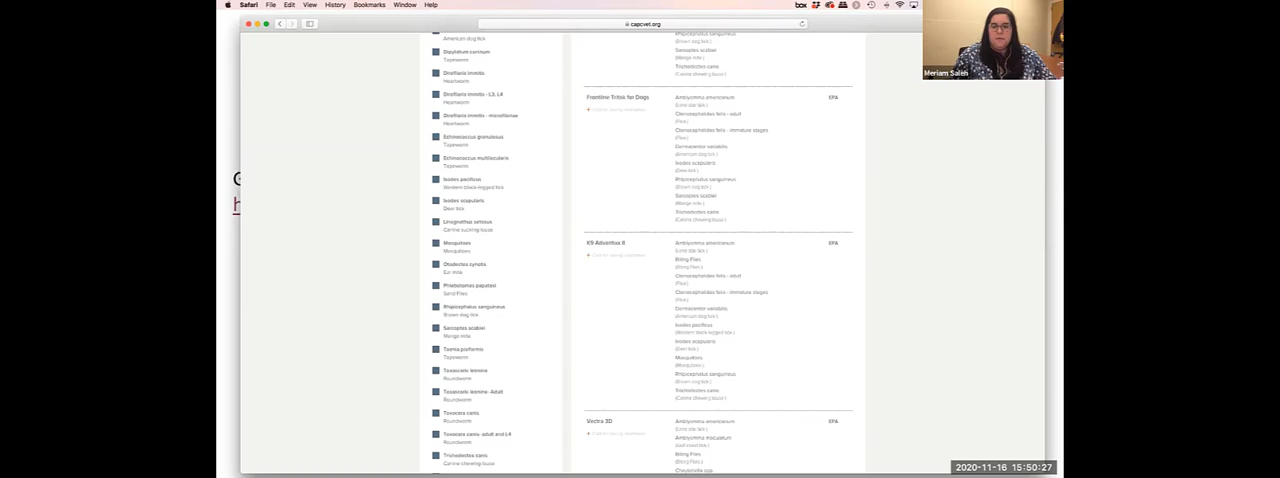 Safari File Edit View History Bookmarks Window Help
box
capcvet.org
Meriam Saleh
American dog tick
Dipylidium caninum
Tapeworm
Dirofilaria immitis
Heartworm
Dirofilaria immitis - L3, L4
Heartworm
Dirofilaria immitis - microfilariae
Heartworm
Echinococcus granulosus
Tapeworm
Echinococcus multilocularis
Tapeworm
Ixodes pacificus
Western black-legged tick
Ixodes scapularis
Deer tick
Linognathus setosus
Canine sucking louse
Mosquitoes
Mosquitoes
Otodectes cynotis
Ear mite
Phlebotomus papatasi
Sand Flies
Rhipicephalus sanguineus
Brown dog tick
Sarcoptes scabiei
Mange mite
Taenia pisiformis
Tapeworm
Toxascaris leonina
Roundworm
Toxascaris leonina- Adult
Roundworm
Toxocara canis
Roundworm
Toxocara canis- adult and L4
Roundworm
Trichodectes canis
Canine chewing louse
Rhipicephalus sanguineus
(Brown dog tick)
Sarcoptes scabiei
(Mange mite)
Trichodectes canis
(Canine chewing louse)
Frontline Tritak for Dogs
Amblyomma americanum
EPA
(Lone star tick)
Ctenocephalides felis - adult
(Flea)
Ctenocephalides felis - immature stages
(Flea)
Dermacentor variabilis
(American dog tick)
Ixodes scapularis
(Deer tick)
Rhipicephalus sanguineus
(Brown dog tick)
Sarcoptes scabiei
(Mange mite)
Trichodectes canis
(Canine chewing louse)
K9 Advantix II
Amblyomma americanum
EPA
(Lone star tick)
Biting Flies
(Biting Flies)
Ctenocephalides felis - adult
(Flea)
Ctenocephalides felis - immature stages
(Flea)
Dermacentor variabilis
(American dog tick)
Ixodes pacificus
(Western black-legged tick)
Ixodes scapularis
(Deer tick)
Mosquitoes
(Mosquitoes)
Rhipicephalus sanguineus
(Brown dog tick)
Trichodectes canis
(Canine chewing louse)
Vectra 3D
Amblyomma americanum
EPA
(Lone star tick)
Amblyomma maculatum
(Gulf coast tick)
Biting Flies
(Biting Flies)
2020-11-16 15:50:27